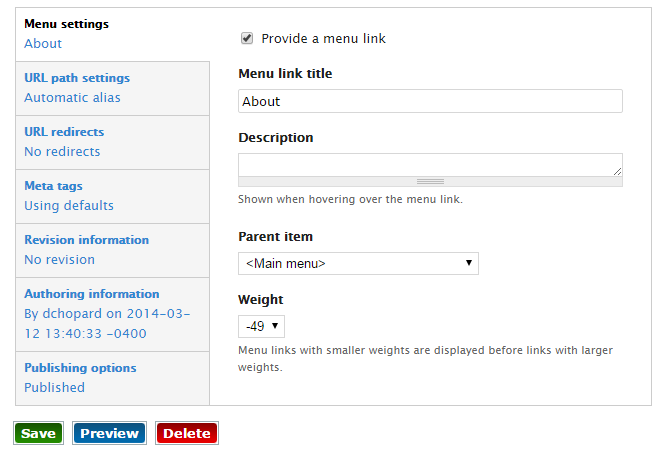 Menu settings
About
URL path settings
Automatic alias
URL redirects
No redirects
Meta tags
Using defaults
Revision information
No revision
Authoring information
By dchopard on 2014-03-
12 13:40:33 -0400
Publishing options
Published
Provide a menu link
Menu link title
About
Description
Shown when hovering over the menu link.
Parent item
<Main menu>
Weight
-49
Menu links with smaller weights are displayed before links with larger
weights.
Save Preview Delete